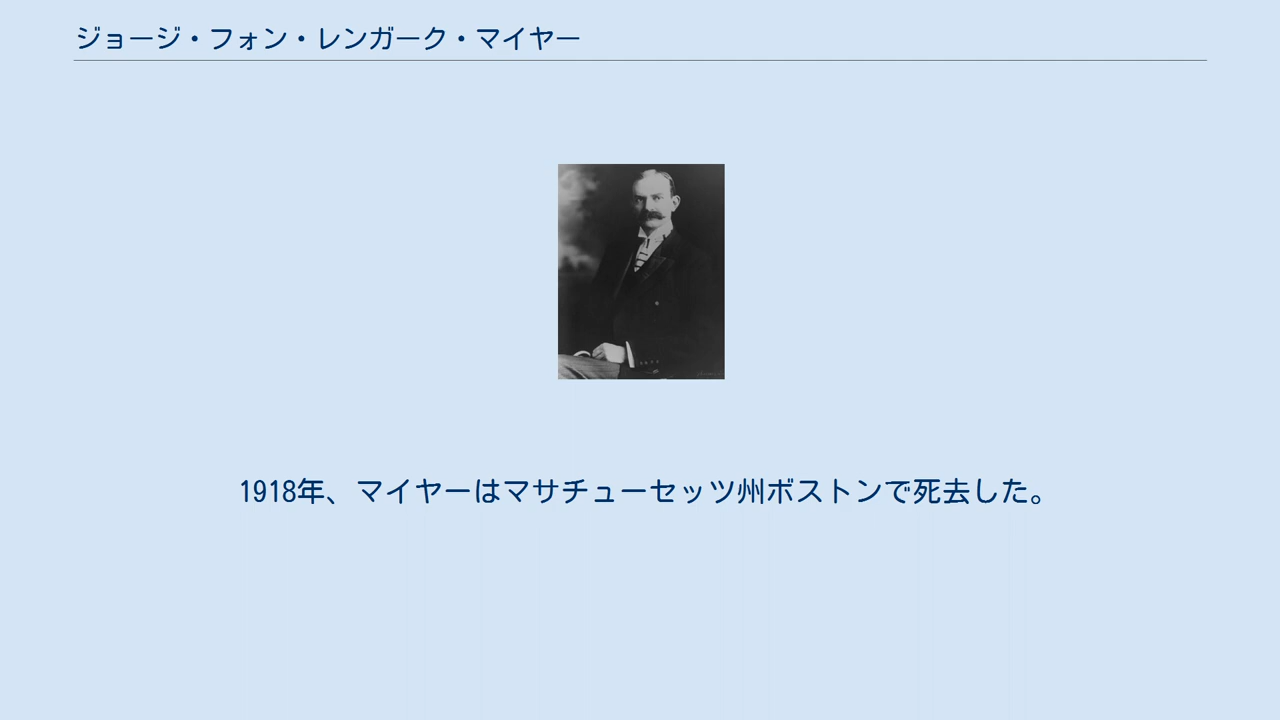 ジョージ・フォン・レンガーク・マイヤー
1918年、マイヤーはマサチューセッツ州ボストンで死去した。